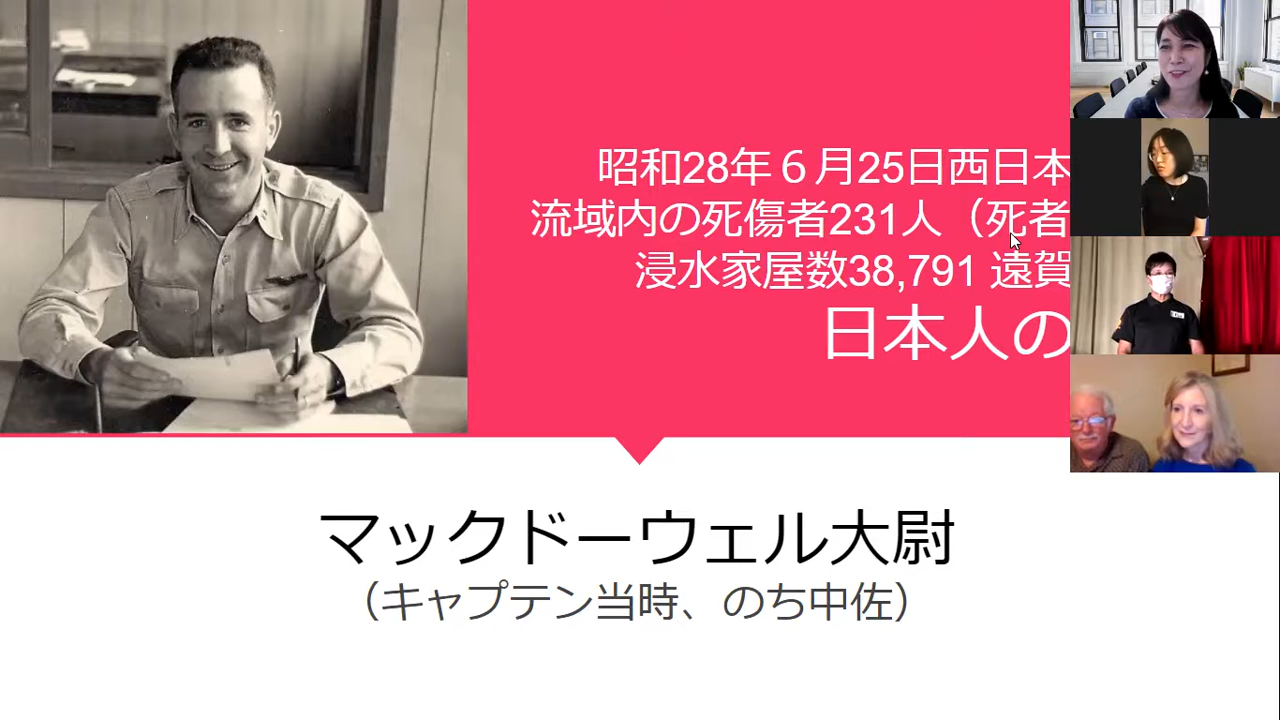 昭和28年６月25日西日本
流域内の死傷者231人（死者
浸水家屋数38,791 遠賀
日本人の
マックドーウェル大尉
（キャプテン当時、のち中佐）